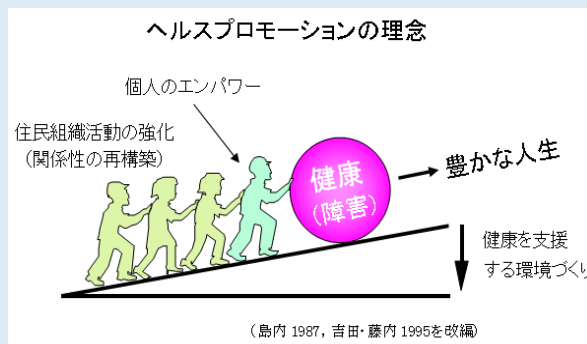 ヘルスプロモーションの理念
個人のエンパワー
住民組織活動の強化
（関係性の再構築）
健康
（障害）
豊かな人生
健康を支援
する環境づくり
（島内 1987，吉田・藤内 1995を改編）